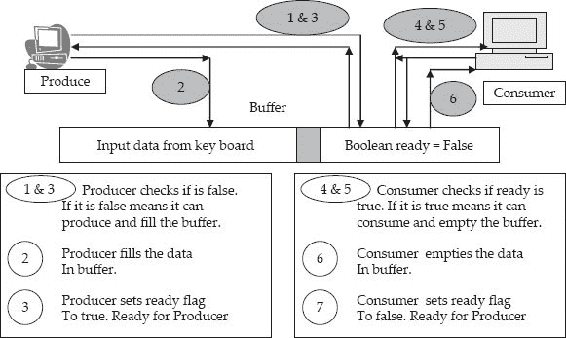 1 & 3
4 & 5
Produce
2
Buffer
6
Consumer
Input data from key board
Boolean ready = False
1 & 3 Producer checks if is false.
If it is false means it can
produce and fill the buffer.
2 Producer fills the data
In buffer.
3 Producer sets ready flag
To true. Ready for Producer
4 & 5 Consumer checks if ready is
true. If it is true means it can
consume and empty the buffer.
6 Consumer empties the data
In buffer.
7 Consumer sets ready flag
To false. Ready for Producer